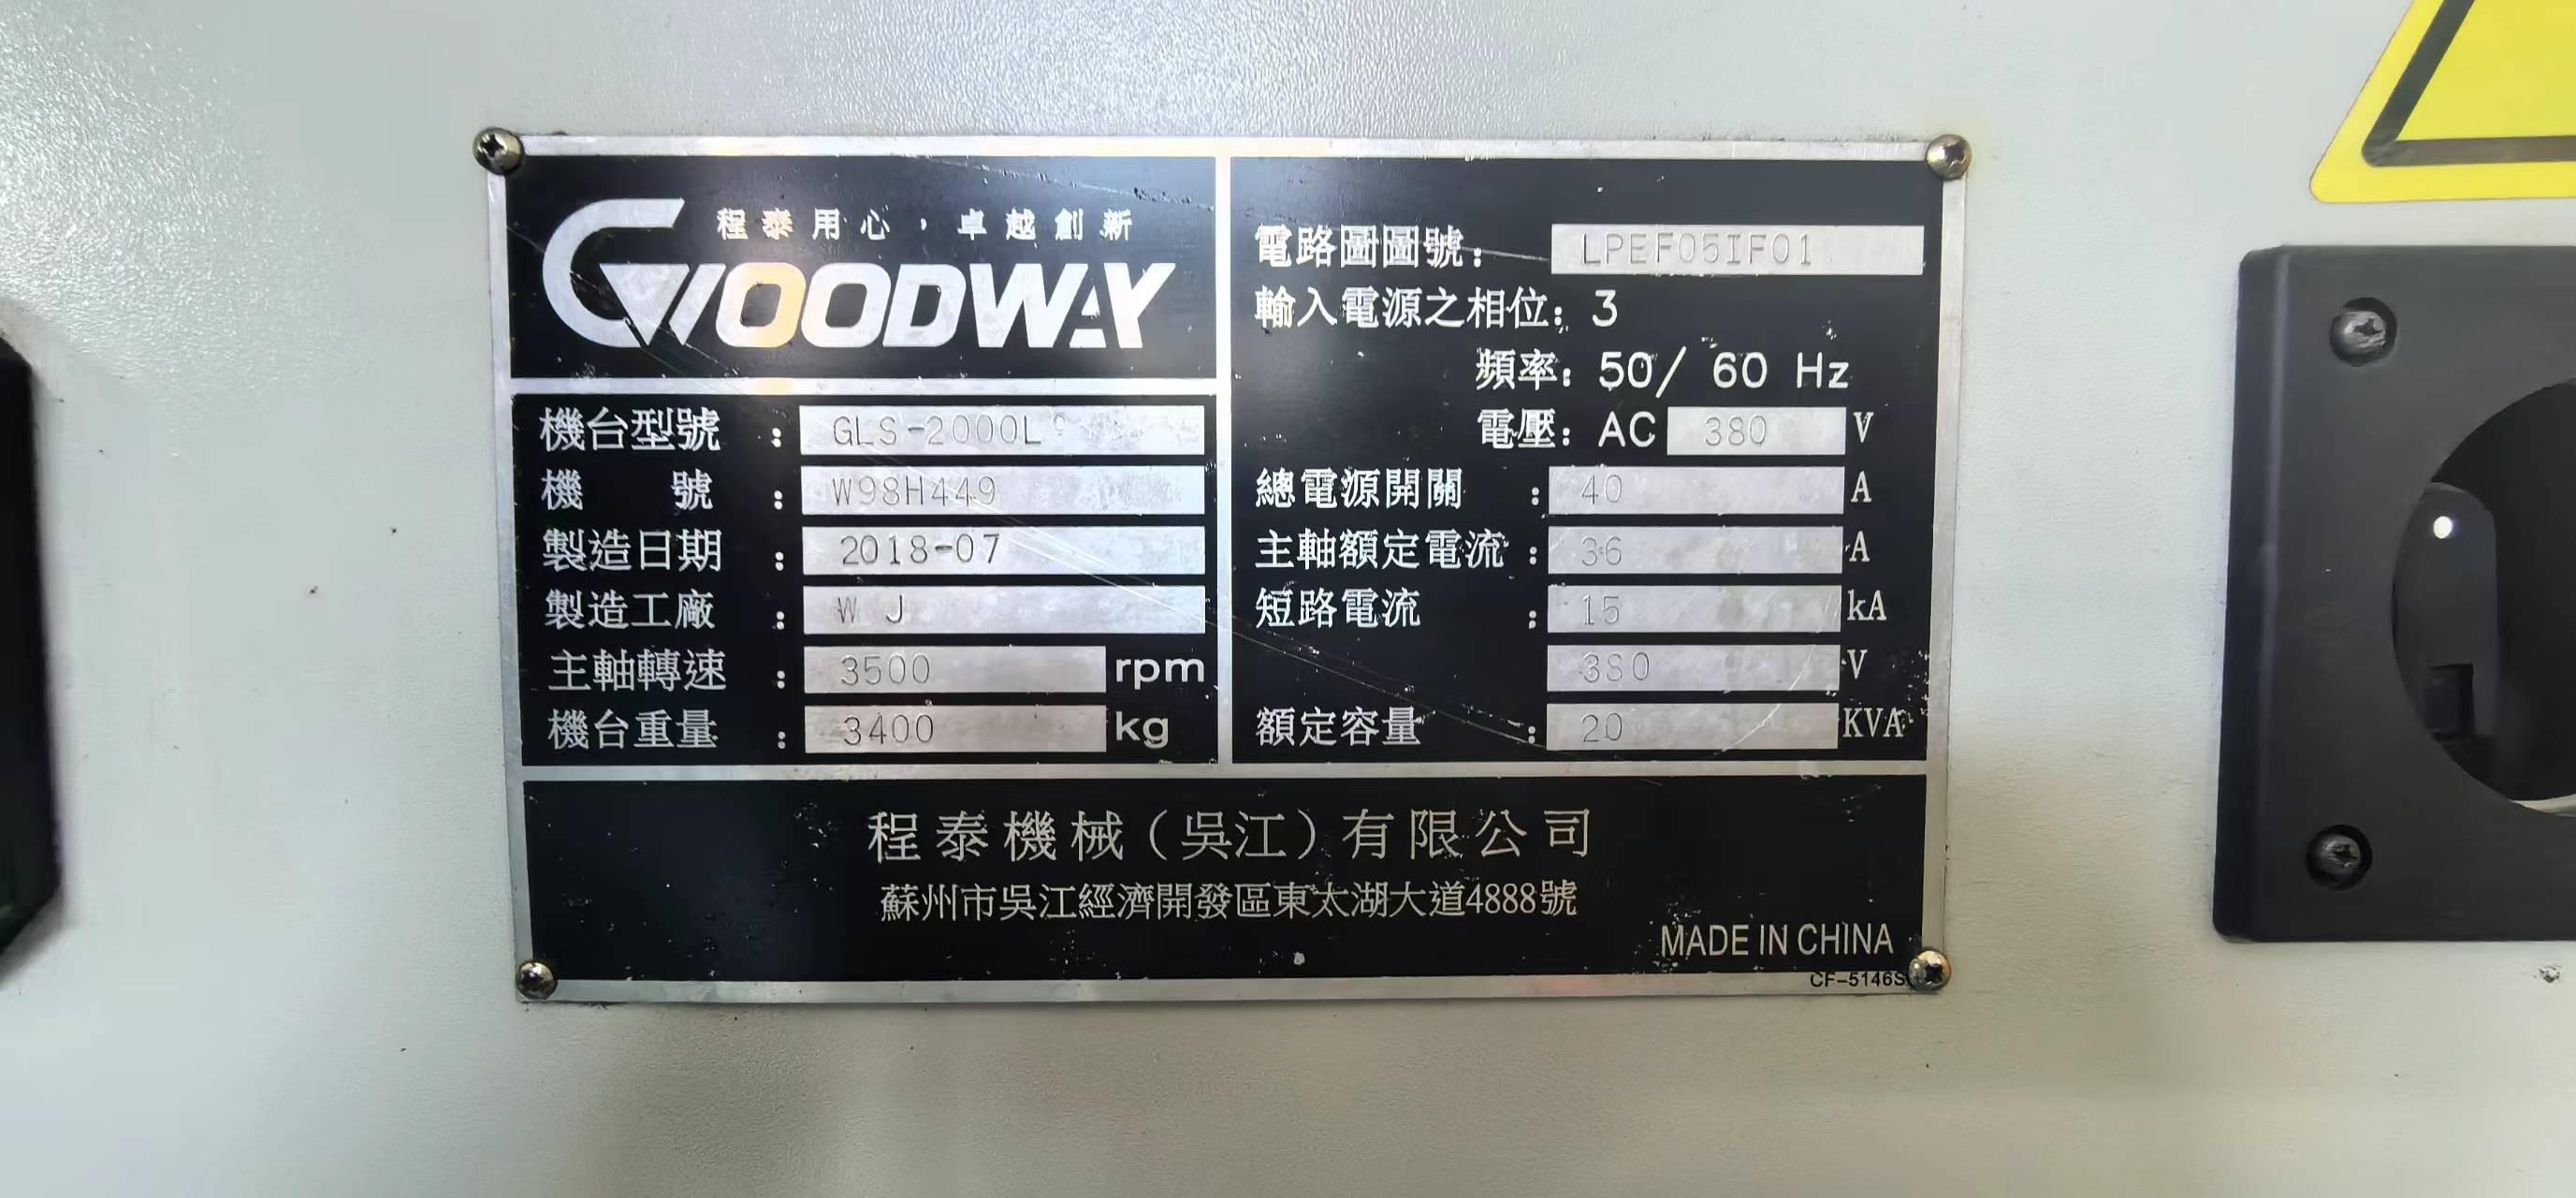 程泰用心，卓越創新
GOODWAY
機台型號：GLS-2000L
機號：W98H449
製造日期：2018-07
製造工廠：W J
主軸轉速：3500 rpm
機台重量：3400 kg
電路圖圖號：LPEF05IF01
輸入電源之相位：3
頻率：50/ 60 Hz
電壓：AC 380 V
總電源開關：40 A
主軸額定電流：36 A
短路電流：15 kA
380 V
額定容量：20 KVA
程泰機械（吳江）有限公司
蘇州市吳江經濟開發區東太湖大道4888號
MADE IN CHINA
CF-5146S